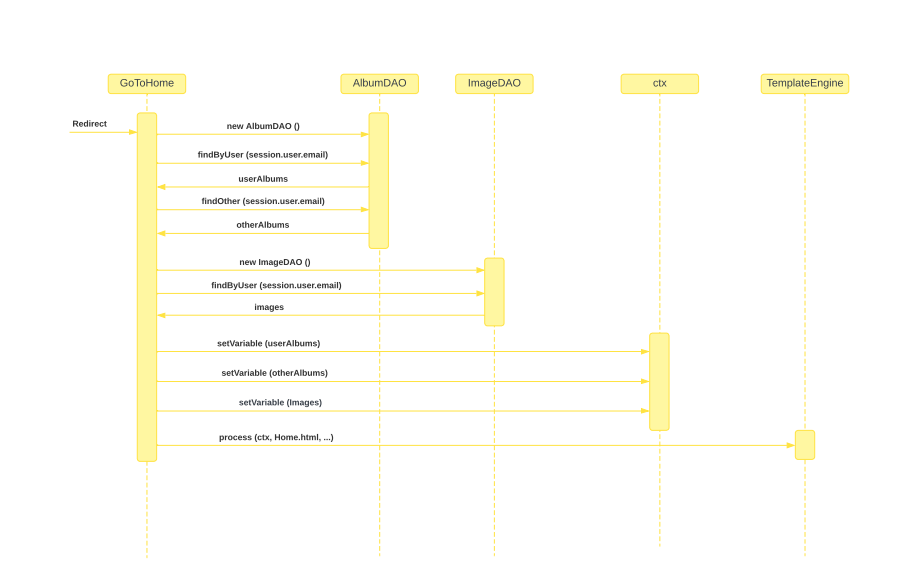 GoToHome
AlbumDAO
ImageDAO
ctx
TemplateEngine
Redirect
new AlbumDAO ()
findByUser (session.user.email)
userAlbums
findOther (session.user.email)
otherAlbums
new ImageDAO ()
findByUser (session.user.email)
images
setVariable (userAlbums)
setVariable (otherAlbums)
setVariable (Images)
process (ctx, Home.html, ...)